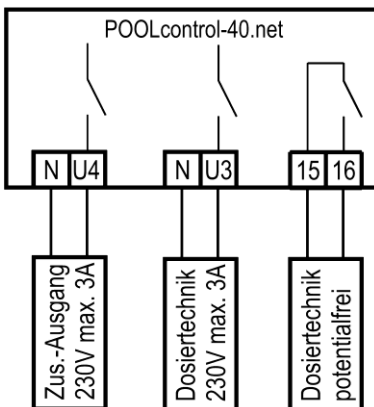 POOLcontrol-40.net
N U4 N U3 15 16
Zus.-Ausgang
230V max. 3A
Dosiertechnik
230V max. 3A
Dosiertechnik
potentialfrei